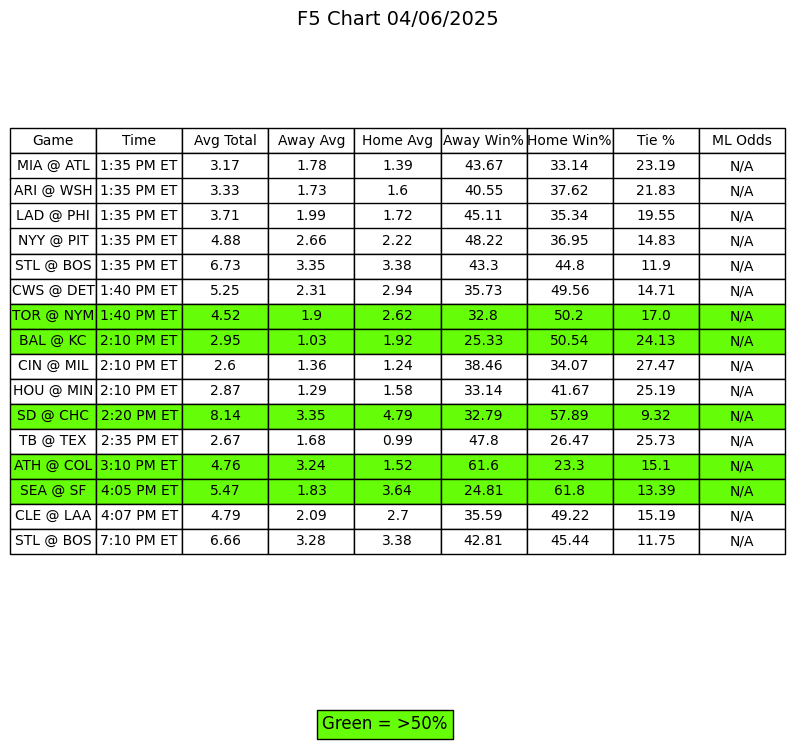 F5 Chart 04/06/2025
Game Time Avg Total Away Avg Home Avg Away Win% Home Win% Tie % ML Odds
MIA @ ATL 1:35 PM ET 3.17 1.78 1.39 43.67 33.14 23.19 N/A
ARI @ WSH 1:35 PM ET 3.33 1.73 1.6 40.55 37.62 21.83 N/A
LAD @ PHI 1:35 PM ET 3.71 1.99 1.72 45.11 35.34 19.55 N/A
NYY @ PIT 1:35 PM ET 4.88 2.66 2.22 48.22 36.95 14.83 N/A
STL @ BOS 1:35 PM ET 6.73 3.35 3.38 43.3 44.8 11.9 N/A
CWS @ DET 1:40 PM ET 5.25 2.31 2.94 35.73 49.56 14.71 N/A
TOR @ NYM 1:40 PM ET 4.52 1.9 2.62 32.8 50.2 17.0 N/A
BAL @ KC 2:10 PM ET 2.95 1.03 1.92 25.33 50.54 24.13 N/A
CIN @ MIL 2:10 PM ET 2.6 1.36 1.24 38.46 34.07 27.47 N/A
HOU @ MIN 2:10 PM ET 2.87 1.29 1.58 33.14 41.67 25.19 N/A
SD @ CHC 2:20 PM ET 8.14 3.35 4.79 32.79 57.89 9.32 N/A
TB @ TEX 2:35 PM ET 2.67 1.68 0.99 47.8 26.47 25.73 N/A
ATH @ COL 3:10 PM ET 4.76 3.24 1.52 61.6 23.3 15.1 N/A
SEA @ SF 4:05 PM ET 5.47 1.83 3.64 24.81 61.8 13.39 N/A
CLE @ LAA 4:07 PM ET 4.79 2.09 2.7 35.59 49.22 15.19 N/A
STL @ BOS 7:10 PM ET 6.66 3.28 3.38 42.81 45.44 11.75 N/A
Green = >50%